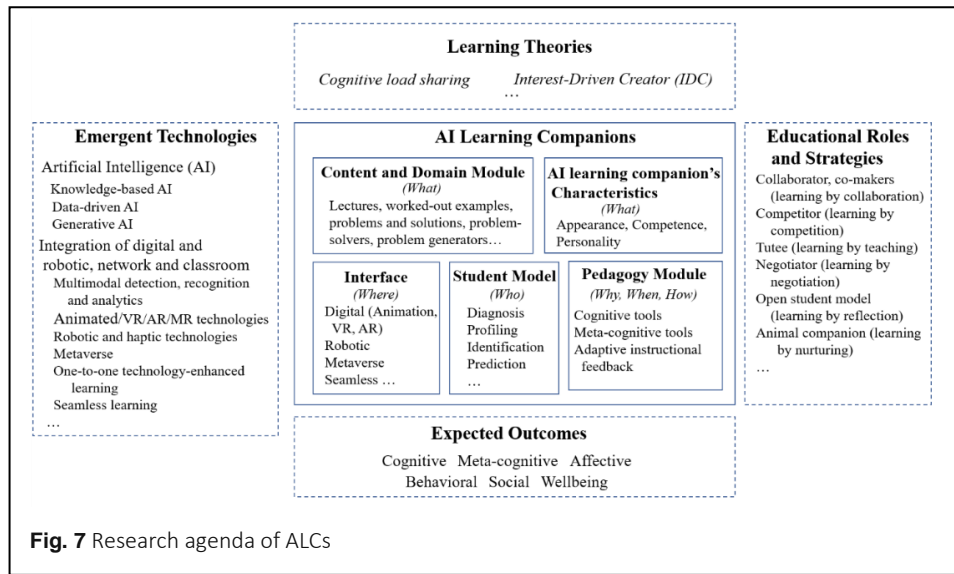 Learning Theories
Cognitive load sharing Interest-Driven Creator (IDC)
…
Emergent Technologies
Artificial Intelligence (AI)
Knowledge-based AI
Data-driven AI
Generative AI
Integration of digital and
robotic, network and classroom
Multimodal detection, recognition
and analytics
Animated/VR/AR/MR technologies
Robotic and haptic technologies
Metaverse
One-to-one technology-enhanced
learning
Seamless learning
…
AI Learning Companions
Content and Domain Module
(What)
Lectures, worked-out examples,
problems and solutions, problem-
solvers, problem generators…
AI learning companion's
Characteristics
(What)
Appearance, Competence,
Personality
Interface
(Where)
Digital (Animation,
VR, AR)
Robotic
Metaverse
Seamless …
Student Model
(Who)
Diagnosis
Profiling
Identification
Prediction
…
Pedagogy Module
(Why, When, How)
Cognitive tools
Meta-cognitive tools
Adaptive instructional
feedback
Educational Roles
and Strategies
Collaborator, co-makers
(learning by collaboration)
Competitor (learning by
competition)
Tutee (learning by teaching)
Negotiator (learning by
negotiation)
Open student model
(learning by reflection)
Animal companion (learning
by nurturing)
…
Expected Outcomes
Cognitive Meta-cognitive Affective
Behavioral Social Wellbeing
Fig. 7 Research agenda of ALCs